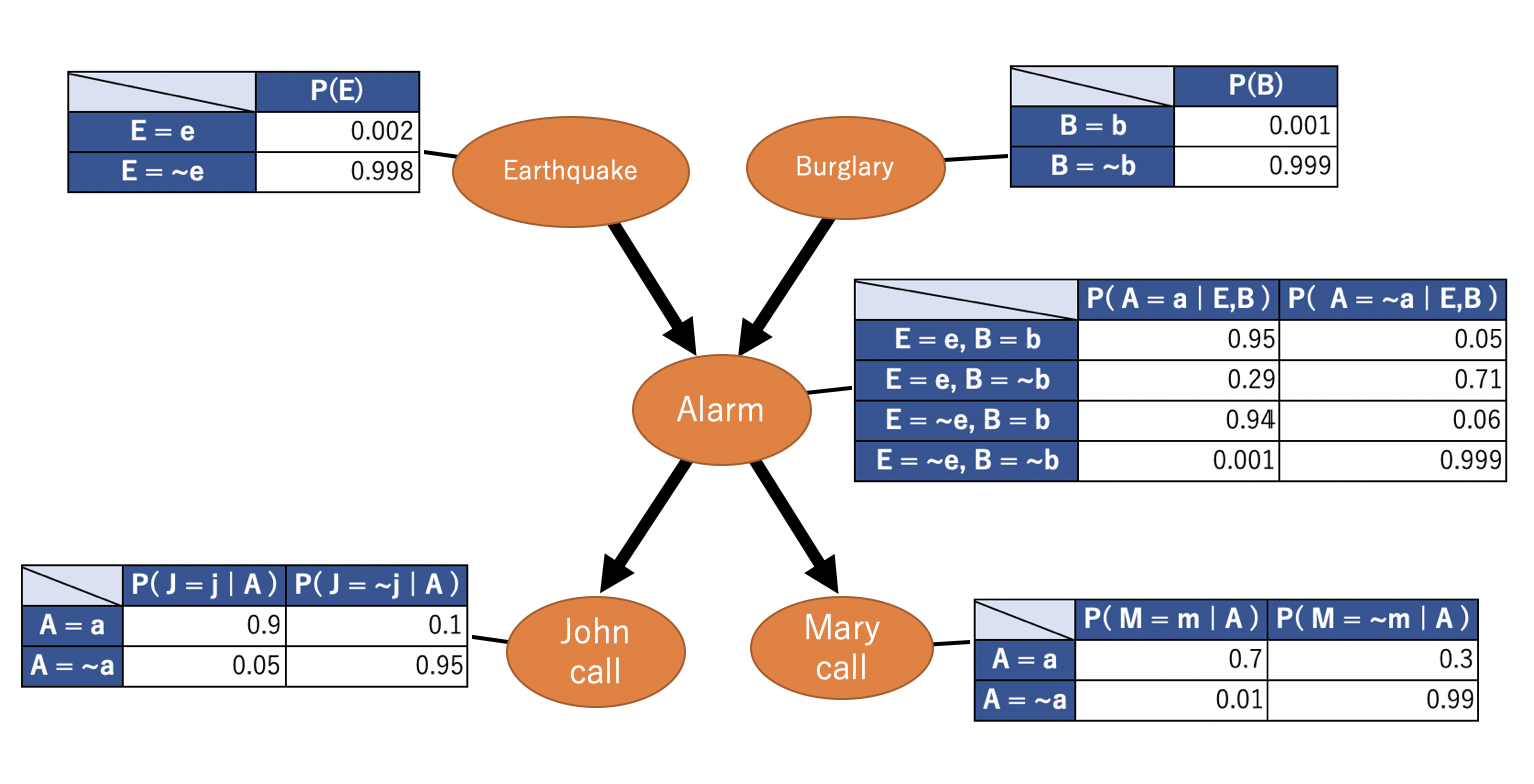 P(E)
E = e 0.002
E = ~e 0.998
P(B)
B = b 0.001
B = ~b 0.999
Earthquake
Burglary
P( A = a | E,B ) P( A = ~a | E,B )
E = e, B = b 0.95 0.05
E = e, B = ~b 0.29 0.71
E = ~e, B = b 0.94 0.06
E = ~e, B = ~b 0.001 0.999
Alarm
P( J = j | A ) P( J = ~j | A )
A = a 0.9 0.1
A = ~a 0.05 0.95
John
call
Mary
call
P( M = m | A ) P( M = ~m | A )
A = a 0.7 0.3
A = ~a 0.01 0.99